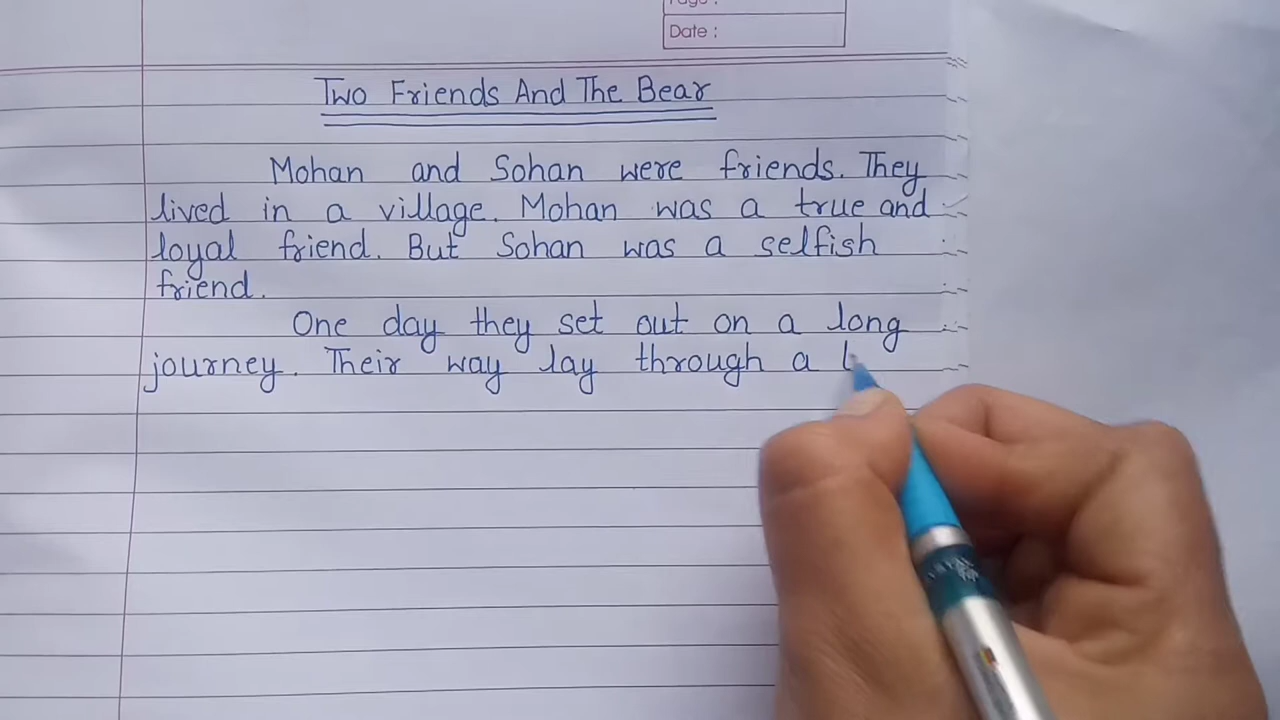 Date :
Two Friends And The Bear
Mohan and Sohan were friends. They
lived in a village. Mohan was a true and
loyal friend. But Sohan was a selfish
friend.
One day they set out on a long
journey. Their way lay through a